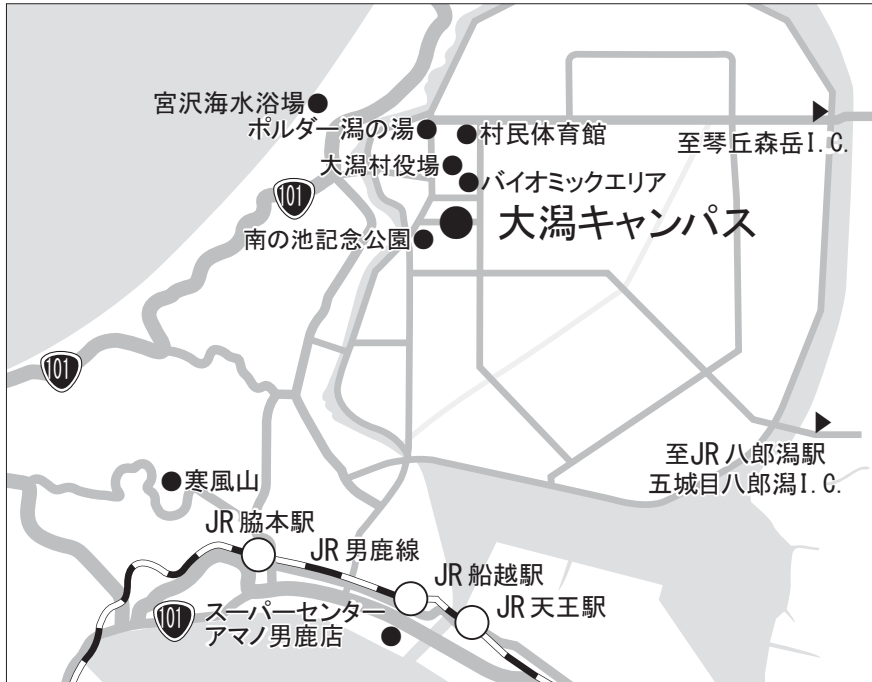 宮沢海水浴場
ポルダー潟の湯
村民体育館
至琴丘森岳I.C.
大潟村役場
バイオミックエリア
101
大潟キャンパス
南の池記念公園
101
至JR八郎潟駅
五城目八郎潟I.C.
寒風山
JR脇本駅
JR男鹿線
JR船越駅
JR天王駅
101
スーパーセンター
アマノ男鹿店